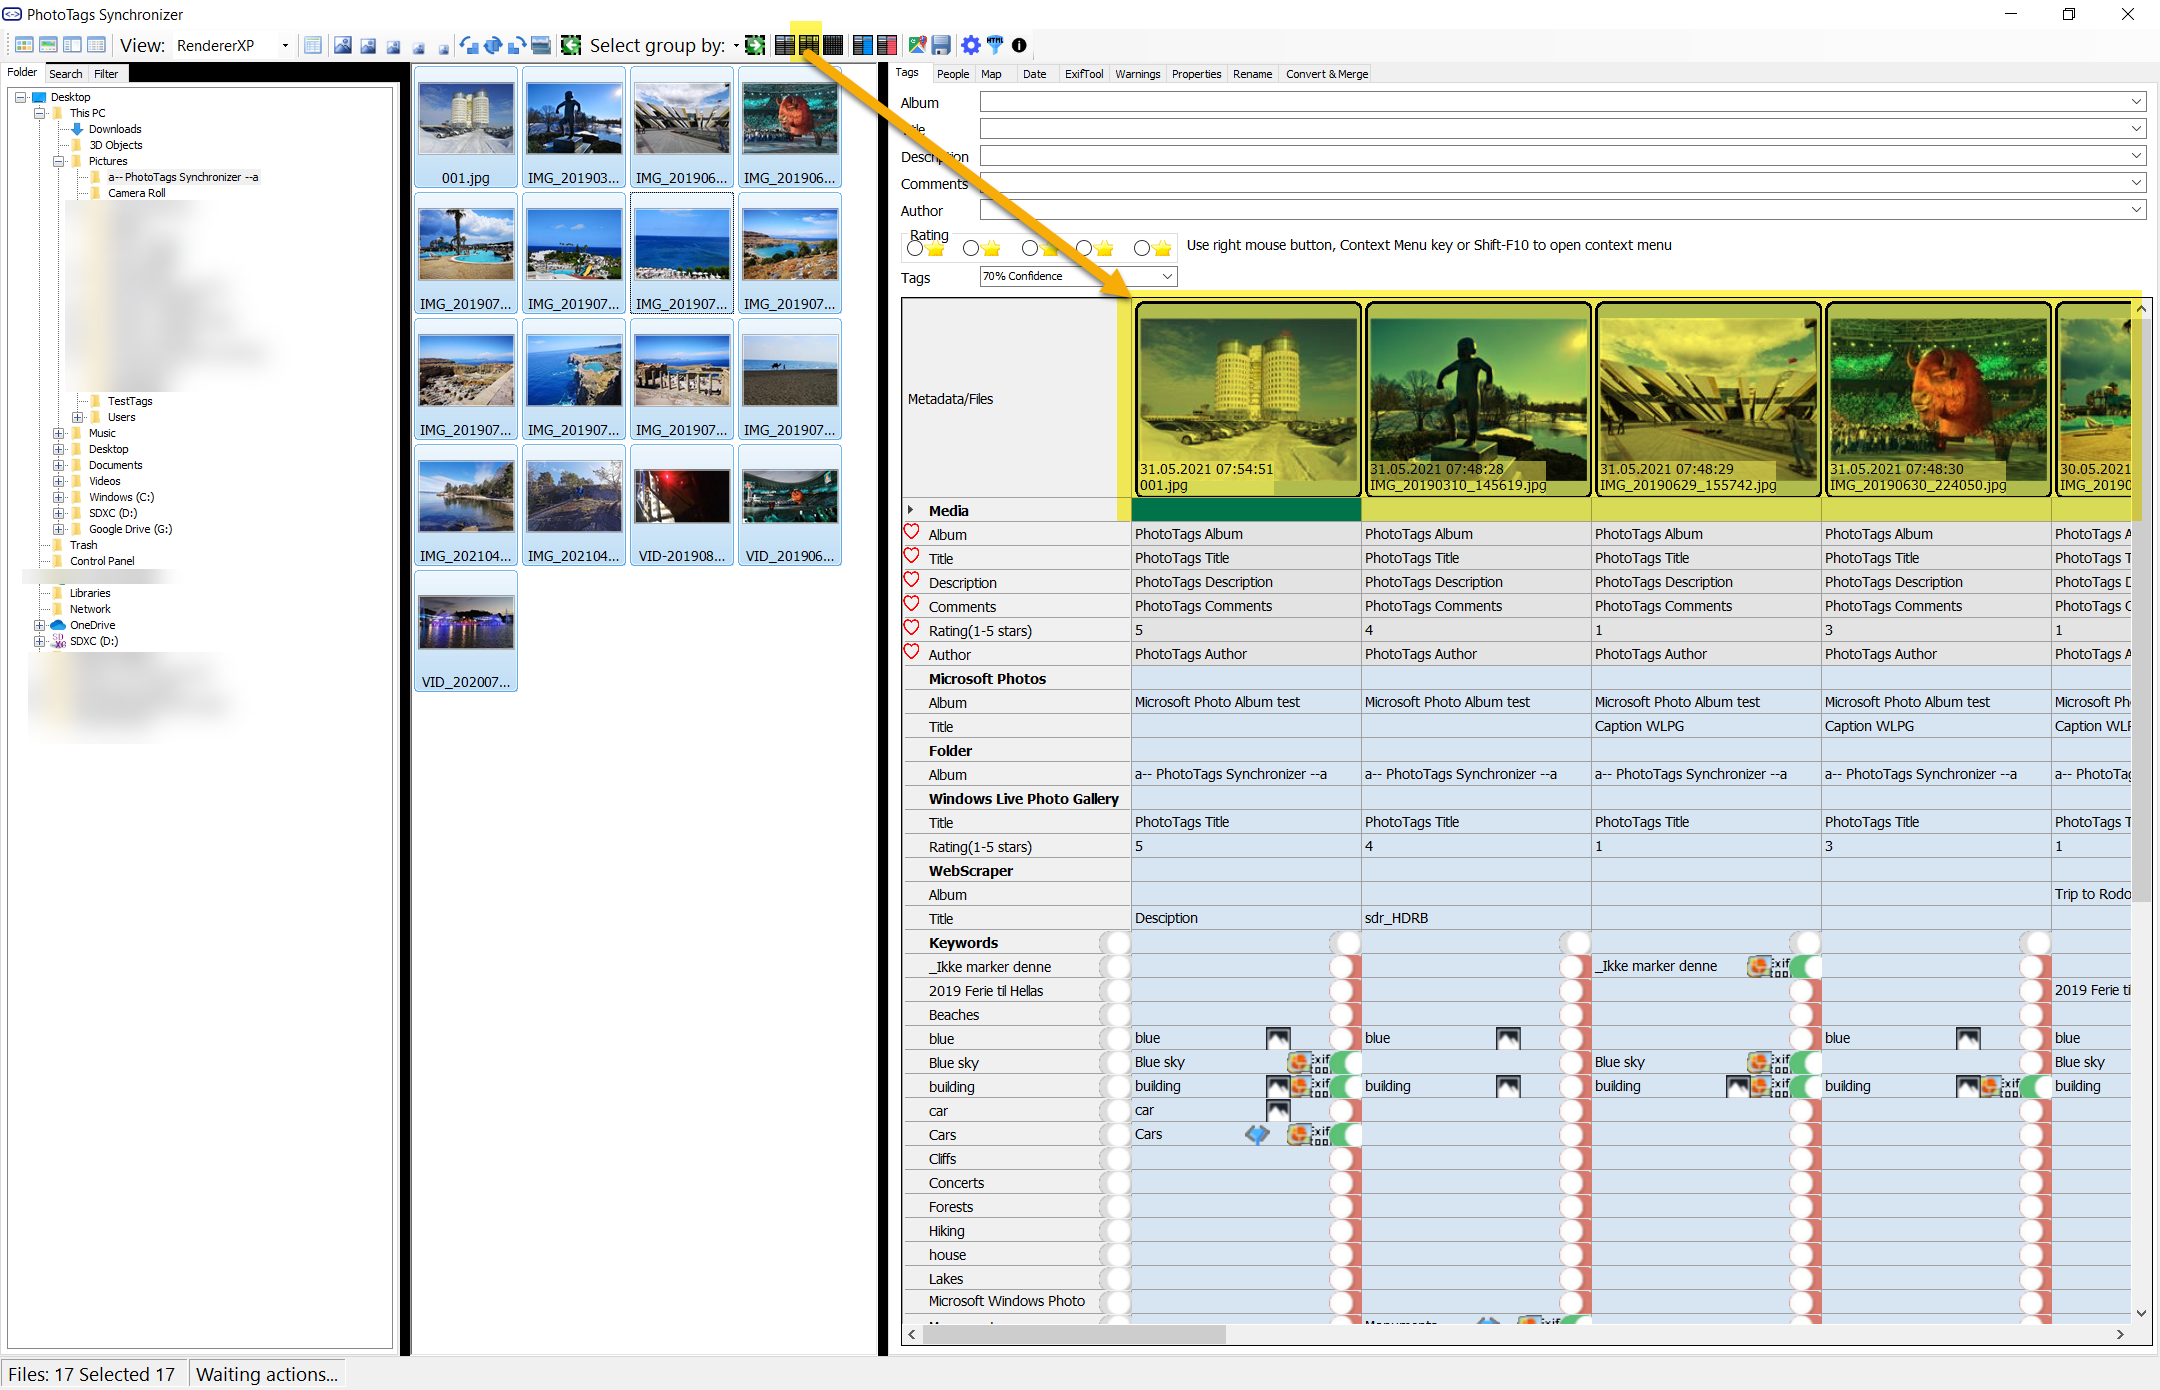 PhotoTags Synchronizer
View: RendererXP
Select group by:
Folder Search Filter
Desktop
This PC
Downloads
3D Objects
Pictures
a-- PhotoTags Synchronizer --a
Camera Roll
TestTags
Users
Music
Desktop
Documents
Videos
Windows (C:)
SDXC (D:)
Google Drive (G:)
Trash
Control Panel
Libraries
Network
OneDrive
SDXC (D:)
001.jpg IMG_201903... IMG_201906... IMG_201906...
IMG_201907... IMG_201907... IMG_201907... IMG_201907...
IMG_201907... IMG_201907... IMG_201907... IMG_201907...
IMG_202104... IMG_202104... VID-201908... VID_201906...
VID_202007...
Tags People Map Date ExifTool Warnings Properties Rename Convert & Merge
Album
Description
Comments
Author
Rating
Use right mouse button, Context Menu key or Shift-F10 to open context menu
Tags 70% Confidence
Metadata/Files
31.05.2021 07:54:51 31.05.2021 07:48:28 31.05.2021 07:48:29 31.05.2021 07:48:30 30.05.2021
001.jpg IMG_20190310_145619.jpg IMG_20190629_155742.jpg IMG_20190630_224050.jpg IMG_20190
Media
Album PhotoTags Album PhotoTags Album PhotoTags Album PhotoTags Album PhotoTags A
Title PhotoTags Title PhotoTags Title PhotoTags Title PhotoTags Title PhotoTags T
Description PhotoTags Description PhotoTags Description PhotoTags Description PhotoTags Description PhotoTags D
Comments PhotoTags Comments PhotoTags Comments PhotoTags Comments PhotoTags Comments PhotoTags C
Rating(1-5 stars) 5 4 1 3 1
Author PhotoTags Author PhotoTags Author PhotoTags Author PhotoTags Author PhotoTags A
Microsoft Photos
Album Microsoft Photo Album test Microsoft Photo Album test Microsoft Photo Album test Microsoft Photo Album test Microsoft Ph
Title Caption WLPG Caption WLPG Caption WLP
Folder
Album a-- PhotoTags Synchronizer --a a-- PhotoTags Synchronizer --a a-- PhotoTags Synchronizer --a a-- PhotoTags Synchronizer --a a-- PhotoTag
Windows Live Photo Gallery
Title PhotoTags Title PhotoTags Title PhotoTags Title PhotoTags Title PhotoTags T
Rating(1-5 stars) 5 4 1 3 1
WebScraper
Album Trip to Rodo
Title Desciption sdr_HDRB
Keywords
_Ikke marker denne _Ikke marker denne
2019 Ferie til Hellas 2019 Ferie ti
Beaches
blue blue blue blue blue
Blue sky Blue sky Blue sky Blue sky
building building building building building building
car car
Cars Cars
Cliffs
Concerts
Forests
Hiking
house
Lakes
Microsoft Windows Photo
Files: 17 Selected 17 Waiting actions...